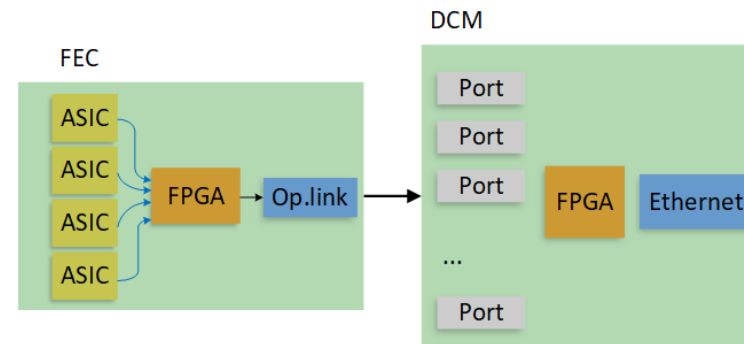 DCM
FEC
ASIC
ASIC
ASIC
ASIC
FPGA
Op.link
Port
Port
Port
...
Port
FPGA
Ethernet